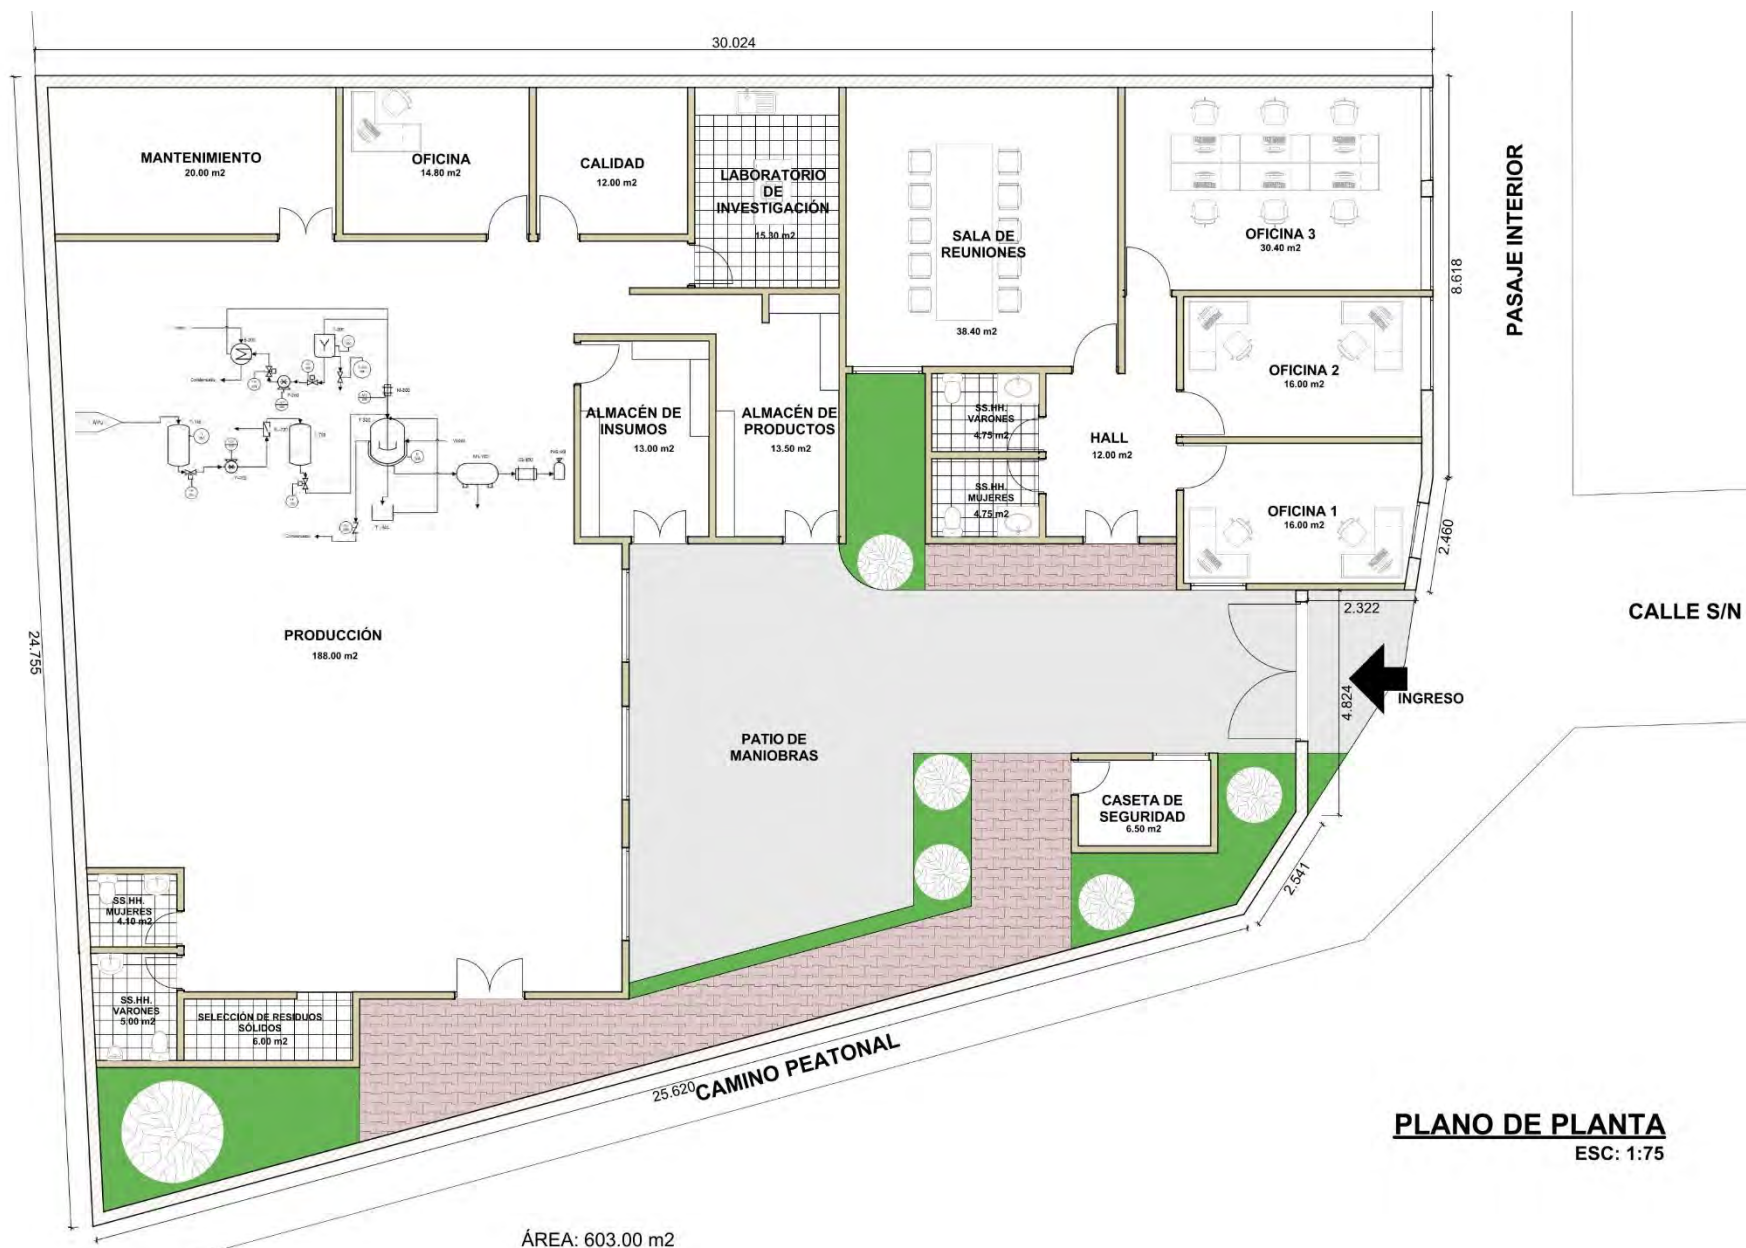 30.024
MANTENIMIENTO
20.00 m2
OFICINA
14.80 m2
CALIDAD
12.00 m2
LABORATORIO
DE
INVESTIGACIÓN
15.30 m2
SALA DE
REUNIONES
38.40 m2
OFICINA 3
30.40 m2
PASAJE INTERIOR
8.618
OFICINA 2
16.00 m2
ALMACÉN DE
INSUMOS
13.00 m2
ALMACÉN DE
PRODUCTOS
13.50 m2
SS.HH.
VARONES
4.75 m2
HALL
12.00 m2
SS.HH.
MUJERES
4.75 m2
OFICINA 1
16.00 m2
2.460
2.322
CALLE S/N
24.755
PRODUCCIÓN
188.00 m2
4.824
INGRESO
PATIO DE
MANIOBRAS
CASETA DE
SEGURIDAD
6.50 m2
2.541
SS.HH.
MUJERES
4.10 m2
SS.HH.
VARONES
5.00 m2
SELECCIÓN DE RESIDUOS
SÓLIDOS
6.00 m2
25.620
CAMINO PEATONAL
PLANO DE PLANTA
ESC: 1:75
ÁREA: 603.00 m2